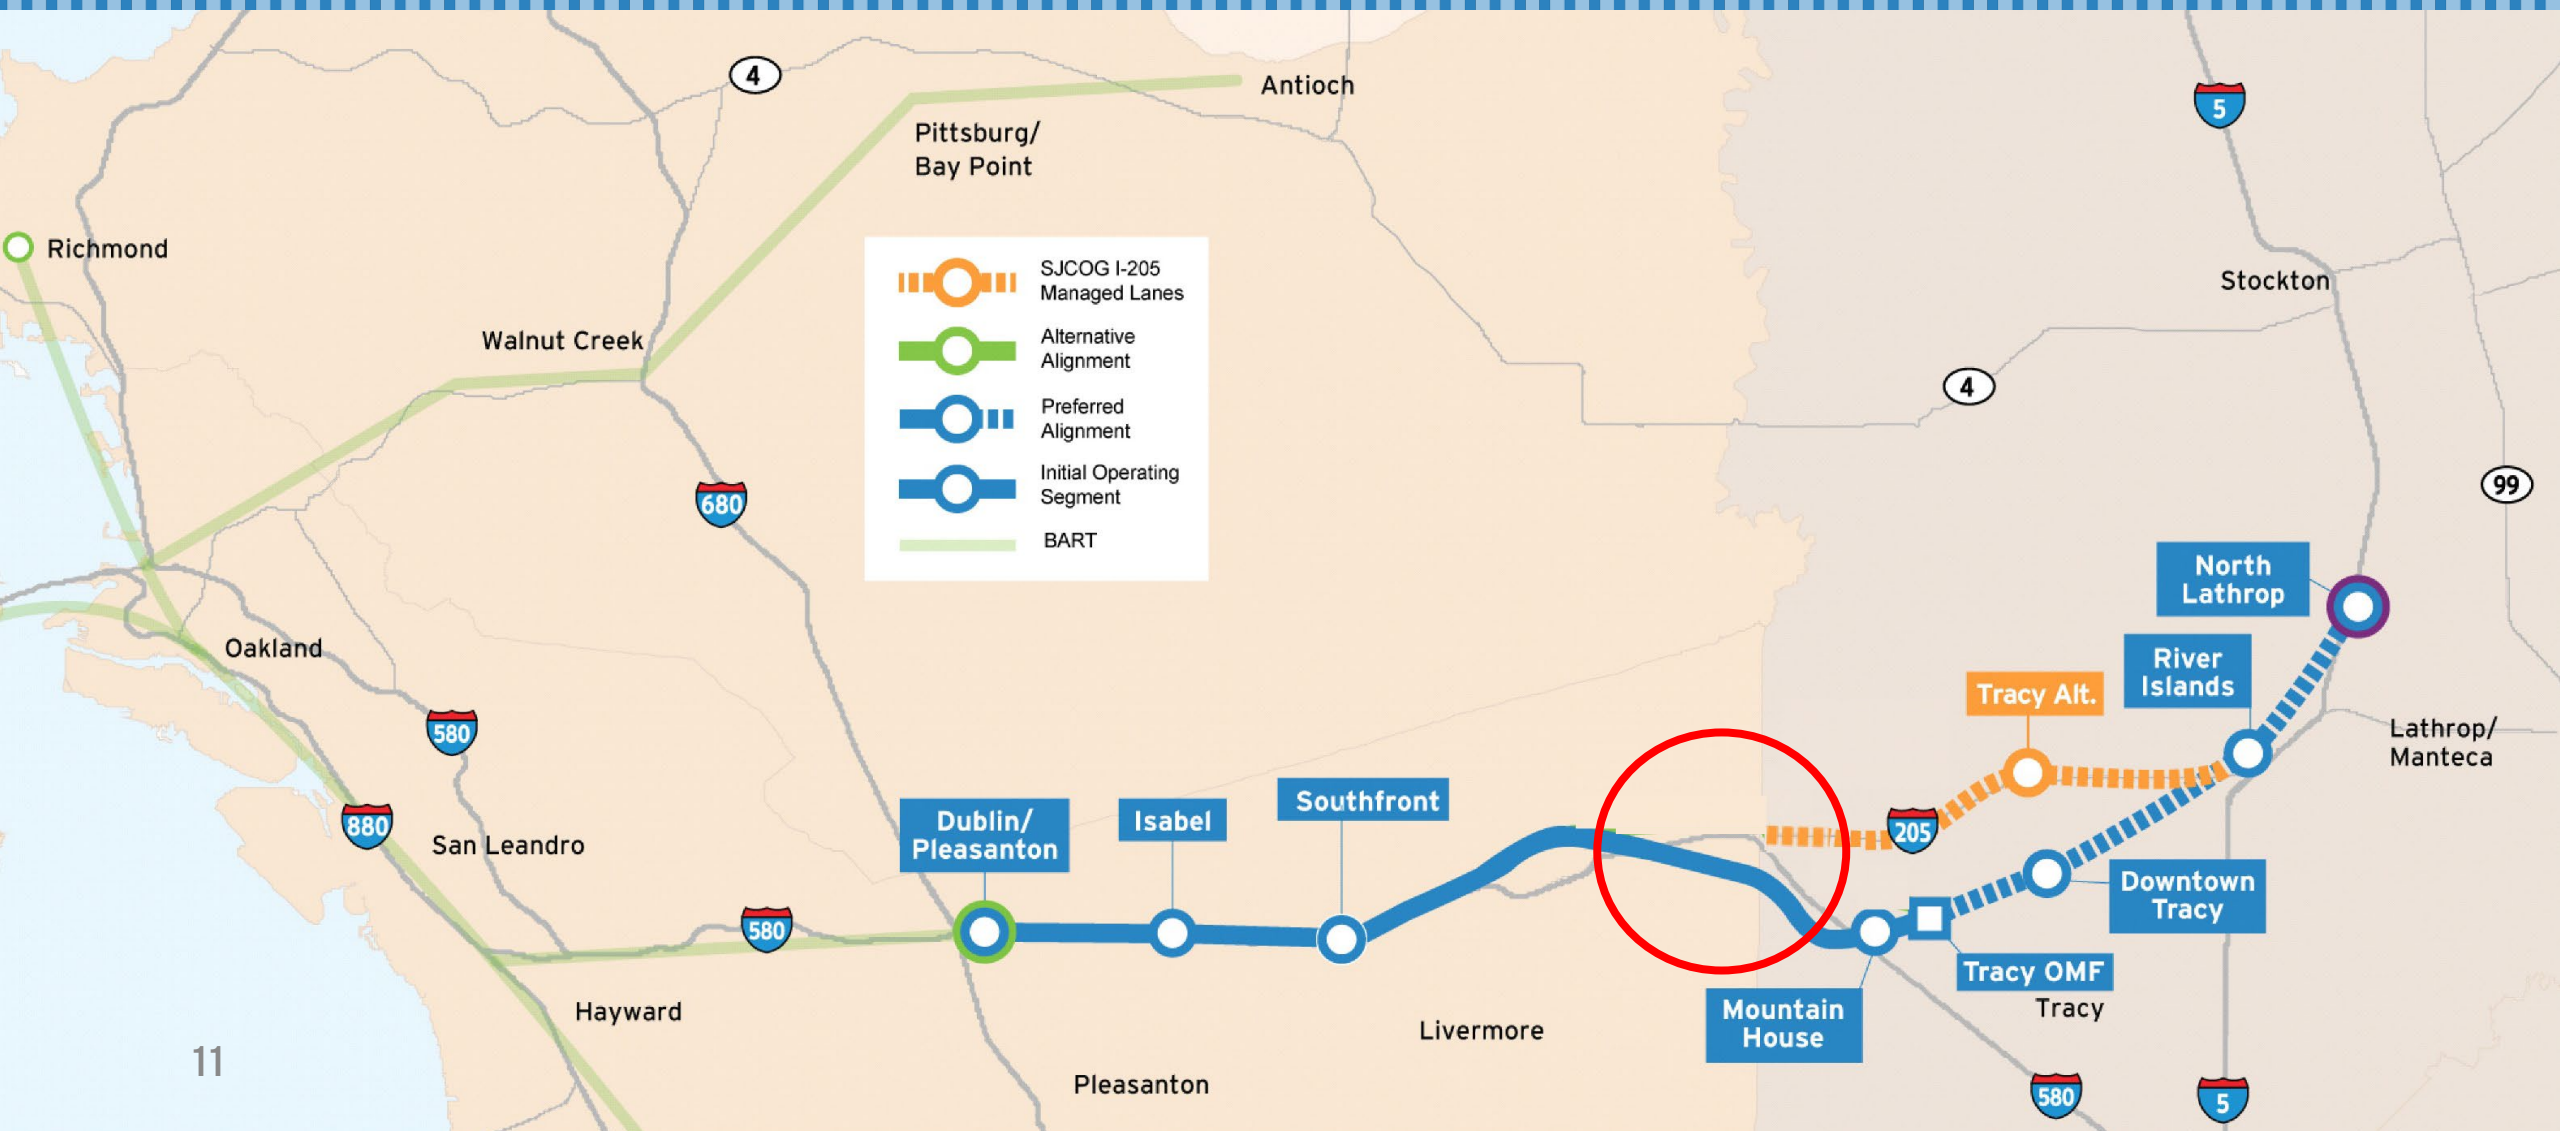 4
Antioch
5
Pittsburg/
Bay Point
Richmond
SJCOG I-205
Managed Lanes
Alternative
Alignment
Preferred
Alignment
Initial Operating
Segment
BART
Stockton
Walnut Creek
4
680
99
North
Lathrop
Oakland
River
Islands
Tracy Alt.
580
Lathrop/
Manteca
880
San Leandro
Dublin/
Pleasanton
Isabel
Southfront
205
Downtown
Tracy
580
Tracy OMF
Tracy
Hayward
Mountain
House
Livermore
11
Pleasanton
580
5